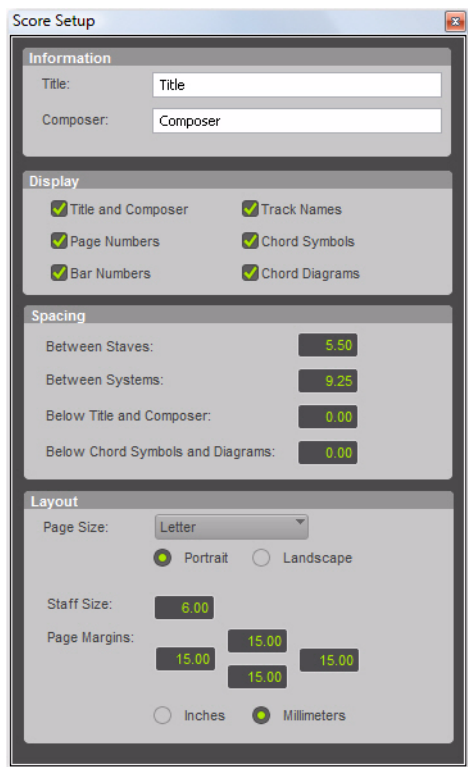 Score Setup
Information
Title: Title
Composer: Composer
Display
Title and Composer Track Names
Page Numbers Chord Symbols
Bar Numbers Chord Diagrams
Spacing
Between Staves: 5.50
Between Systems: 9.25
Below Title and Composer: 0.00
Below Chord Symbols and Diagrams: 0.00
Layout
Page Size: Letter
Portrait Landscape
Staff Size: 6.00
Page Margins: 15.00
15.00 15.00
15.00
Inches Millimeters